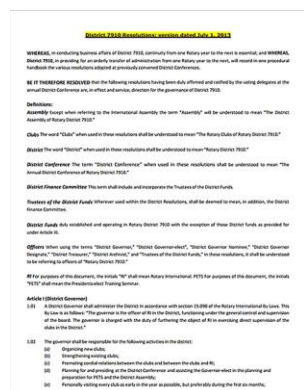 District 7910 Resolutions: version dated July 1, 2013
WHEREAS, in conducting business affairs of District 7910, continuity from one Rotary year to the next is essential, and WHEREAS,
District 7910, in providing for an orderly transfer of administration from one Rotary year to the next, will record in one procedural
handbook the various resolutions adopted at previously convened District Conferences.
BE IT THEREFORE RESOLVED that the following resolutions having been duly affirmed and ratified by the voting delegates at the
annual District Conference are, in effect and service, direction for the governance of District 7910.
Definitions:
Assembly Except when referring to the International Assembly the term "Assembly" will be understood to mean "The District
Assembly of Rotary District 7910."
Clubs The word "Clubs" when used in these resolutions shall be understood to mean "The Rotary Clubs of Rotary District 7910."
District The word "District" when used in these resolutions shall be understood to mean "Rotary District 7910."
District Conference The term "District Conference" when used in these resolutions shall be understood to mean "The
Annual District Conference of Rotary District 7910."
District Finance Committee This term shall include and incorporate the Trustees of the District Funds.
Trustees of the District Funds Wherever used within the District Resolutions, shall be deemed to mean, in addition, the District
Finance Committee.
District Funds duly established and operating in Rotary District 7910 with the exception of those District funds as provided for
under Article III.
Officers When using the terms "District Governor," "District Governor-elect", "District Governor Nominee," "District Governor
Designate," "District Treasurer," "District Archivist," and "Trustees of the District Funds," in these resolutions, it shall be understood
to be referring to officers of "Rotary District 7910."
RI For purposes of this document, the initials "RI" shall mean Rotary International. PETS For purposes of this document, the initials
"PETS" shall mean the Presidents-elect Training Seminar.
Article I (District Governor)
1.01 A District Governor shall administer the District in accordance with section 15.090 of the Rotary International By Laws. This
By Law is as follows: "The governor is the officer of RI in the District, functioning under the general control and supervision
of the board. The governor is charged with the duty of furthering the object of RI in exercising direct supervision of the
clubs in the District."
1.02 The governor shall be responsible for the following activities in the district:
(a) Organizing new clubs;
(b) Strengthening existing clubs;
(c) Promoting cordial relations between the clubs and between the clubs and RI;
(d) Planning for and presiding at the District Conference and assisting the Governor-elect in the planning and
preparation for PETS and the District Assembly;
(e) Personally visiting every club as early in the year as possible, but preferably during the first six months;